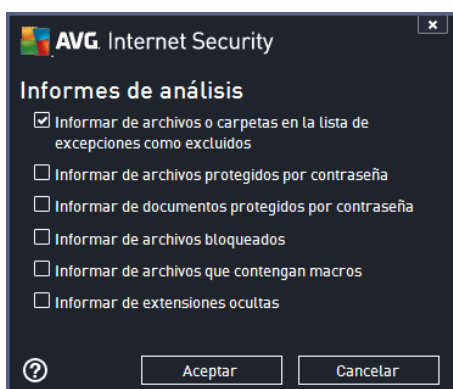 AVG. Internet Security
Informes de análisis
Informar de archivos o carpetas en la lista de
excepciones como excluidos
Informar de archivos protegidos por contraseña
Informar de documentos protegidos por contraseña
Informar de archivos bloqueados
Informar de archivos que contengan macros
Informar de extensiones ocultas
Aceptar
Cancelar